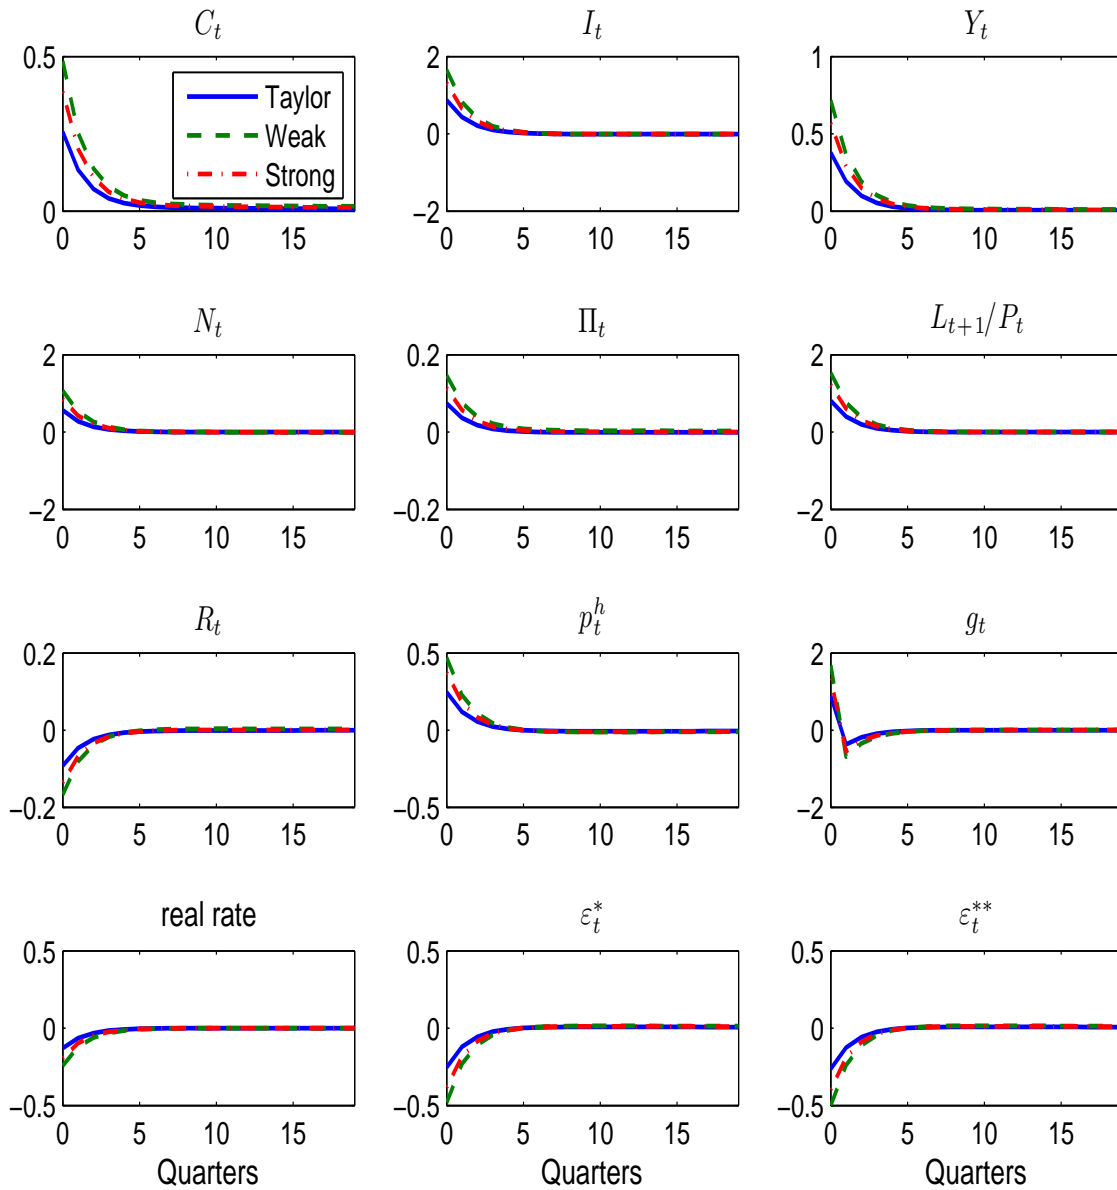 C_t I_t Y_t
0.5 2 1
Taylor
Weak 0 0.5
Strong
0 −2 0
0 5 10 15 0 5 10 15 0 5 10 15
N_t Π_t L_{t+1}/P_t
2 0.2 2
0 0 0
−2 −0.2 −2
0 5 10 15 0 5 10 15 0 5 10 15
R_t p_t^h g_t
0.2 0.5 2
0 0 0
−0.2 −0.5 −2
0 5 10 15 0 5 10 15 0 5 10 15
real rate ε_t^* ε_t^{**}
0.5 0.5 0.5
0 0 0
−0.5 −0.5 −0.5
0 5 10 15 0 5 10 15 0 5 10 15
Quarters Quarters Quarters